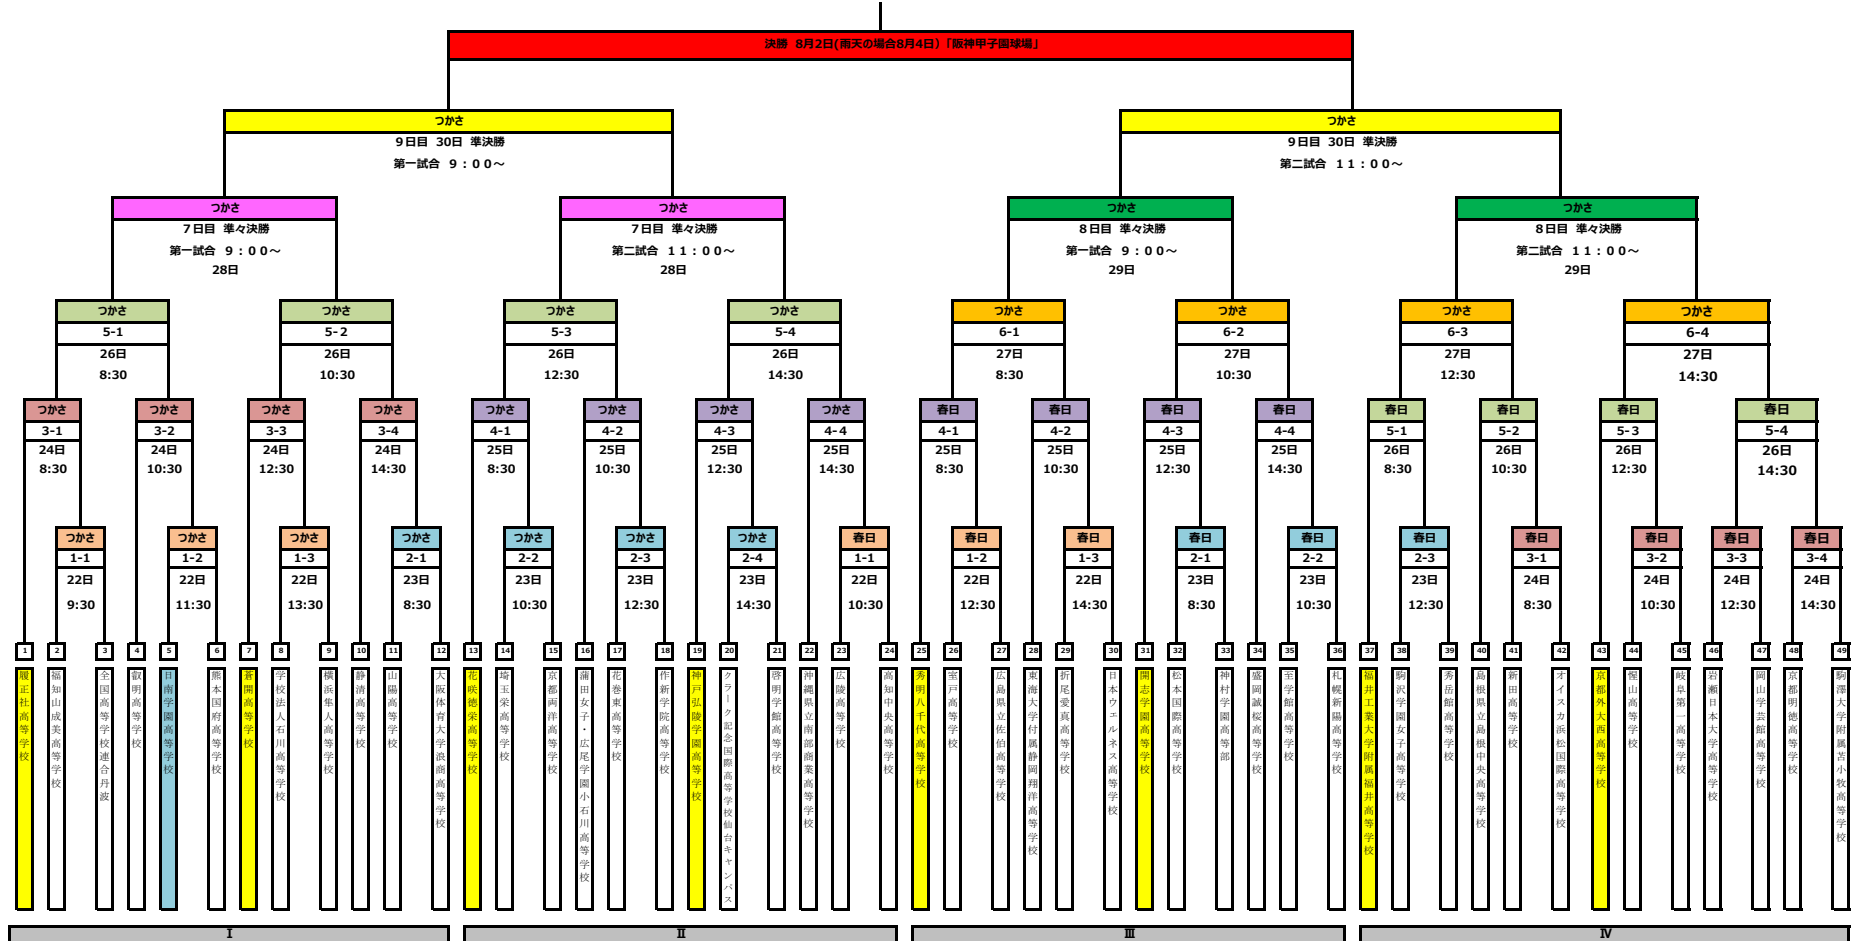 決勝 8月2日(雨天の場合8月4日)「阪神甲子園球場」
つかさ
つかさ
9日目 30日 準決勝
9日目 30日 準決勝
第一試合 9:00~
第二試合 11:00~
つかさ
つかさ
つかさ
つかさ
7日目 準々決勝
7日目 準々決勝
8日目 準々決勝
8日目 準々決勝
第一試合 9:00~
第二試合 11:00~
第一試合 9:00~
第二試合 11:00~
28日
28日
29日
29日
つかさ つかさ つかさ つかさ つかさ つかさ つかさ つかさ
5-1 5-2 5-3 5-4 6-1 6-2 6-3 6-4
26日 26日 26日 26日 27日 27日 27日 27日
8:30 10:30 12:30 14:30 8:30 10:30 12:30 14:30
つかさ つかさ つかさ つかさ つかさ つかさ つかさ つかさ 春日 春日 春日 春日 春日 春日 春日 春日
3-1 3-2 3-3 3-4 4-1 4-2 4-3 4-4 4-1 4-2 4-3 4-4 5-1 5-2 5-3 5-4
24日 24日 24日 24日 25日 25日 25日 25日 25日 25日 25日 25日 26日 26日 26日 26日
8:30 10:30 12:30 14:30 8:30 10:30 12:30 14:30 8:30 10:30 12:30 14:30 8:30 10:30 12:30 14:30
つかさ つかさ つかさ つかさ つかさ つかさ つかさ 春日 春日 春日 春日 春日 春日 春日 春日 春日 春日
1-1 1-2 1-3 2-1 2-2 2-3 2-4 1-1 1-2 1-3 2-1 2-2 2-3 3-1 3-2 3-3 3-4
22日 22日 22日 23日 23日 23日 23日 22日 22日 22日 23日 23日 23日 24日 24日 24日 24日
9:30 11:30 13:30 8:30 10:30 12:30 14:30 10:30 12:30 14:30 8:30 10:30 12:30 8:30 10:30 12:30 14:30
1 履正社高等学校
2 福知山成美高等学校
3 全国高等学校連合丹波
4 叡明高等学校
5 日南学園高等学校
6 熊本国府高等学校
7 蒼開高等学校
8 学校法人石川高等学校
9 横浜隼人高等学校
10 静清高等学校
11 山陽高等学校
12 大阪体育大学浪商高等学校
13 花咲徳栄高等学校
14 埼玉栄高等学校
15 京都両洋高等学校
16 蒲田女子・広尾学園小石川高等学校
17 花巻東高等学校
18 作新学院高等学校
19 神戸弘陵学園高等学校
20 クラーク記念国際高等学校仙台キャンパス
21 啓明学館高等学校
22 沖縄県立南部商業高等学校
23 広陵高等学校
24 高知中央高等学校
25 秀明八千代高等学校
26 室戸高等学校
27 広島県立佐伯高等学校
28 東海大学付属静岡翔洋高等学校
29 折尾愛真高等学校
30 日本ウェルネス高等学校
31 開志学園高等学校
32 松本国際高等学校
33 神村学園高等部
34 盛岡誠桜高等学校
35 至学館高等学校
36 札幌新陽高等学校
37 福井工業大学附属福井高等学校
38 駒沢学園女子高等学校
39 秀岳館高等学校
40 島根県立島根中央高等学校
41 新田高等学校
42 オイスカ浜松国際高等学校
43 京都外大西高等学校
44 惺山高等学校
45 岐阜第一高等学校
46 岩瀬日本大学高等学校
47 岡山学芸館高等学校
48 京都明徳高等学校
49 駒澤大学附属苫小牧高等学校
Ⅰ Ⅱ Ⅲ Ⅳ